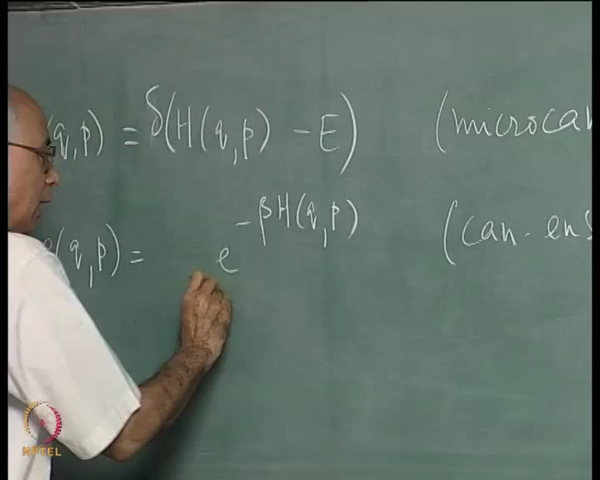 (q,p) = δ(H(q,p) - E) (microcan
ρ(q,p) = e^{-βH(q,p)} (can. ens
NPTEL